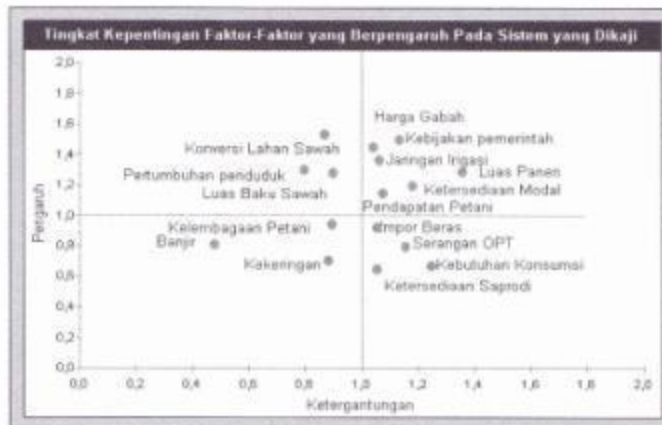 Tingkat Kepentingan Faktor-Faktor yang Berpengaruh Pada Sistem yang Dikaji
2,0
1,8
1,6
1,4
1,2
1,0
0,8
0,6
0,4
0,2
0,0
Pengaruh
Harga Gabah
Kebijakan pemerintah
Konversi Lahan Sawah
Jaringan Irigasi
Pertumbuhan penduduk
Luas Panen
Luas Baku Sawah
Ketersediaan Modal
Pendapatan Petani
Kelembagaan Petani
Impor Beras
Banjir
Serangan OPT
Kekeringan
Kebutuhan Konsumsi
Ketersediaan Saprodi
0,0 0,2 0,4 0,6 0,8 1,0 1,2 1,4 1,6 1,8 2,0
Ketergantungan